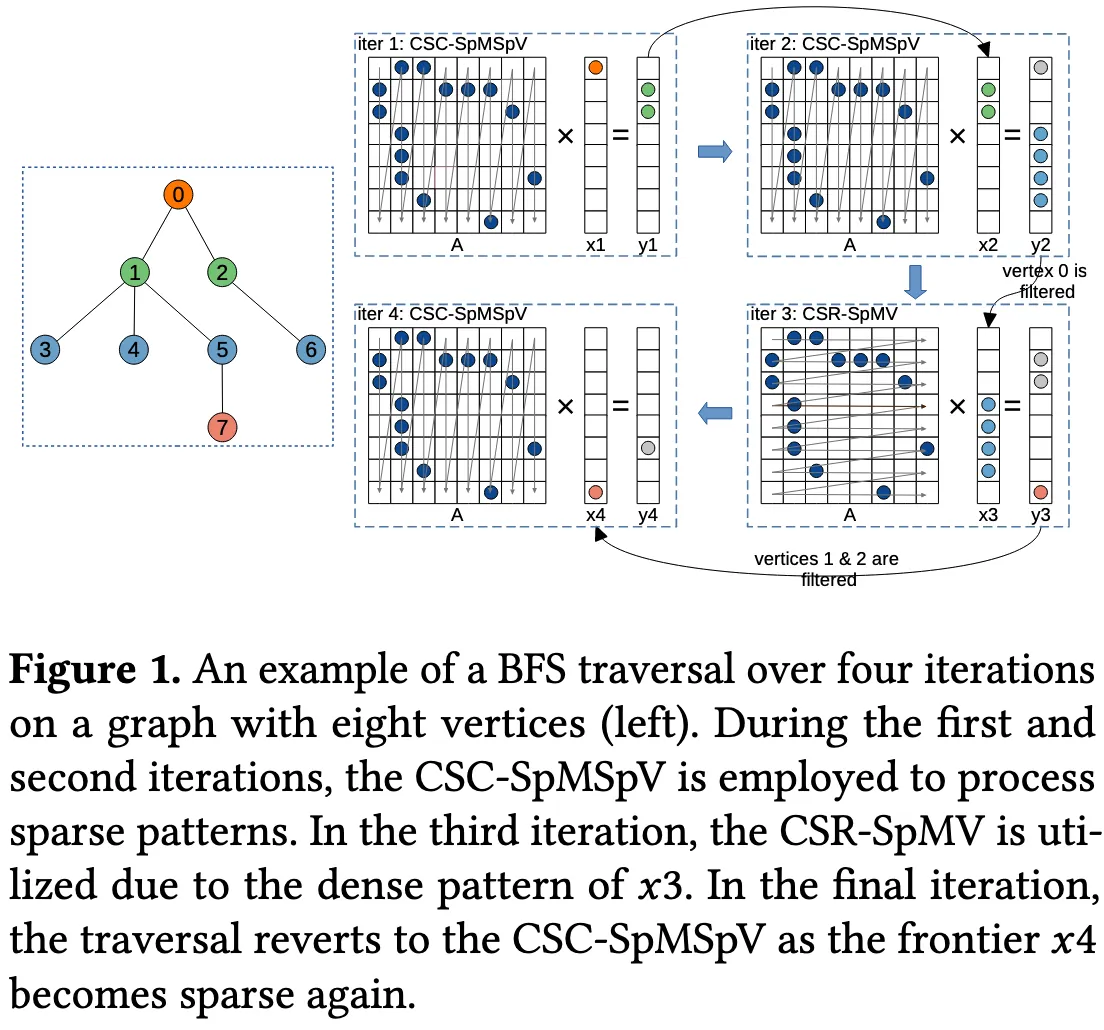 iter 1: CSC-SpMSpV
A
x1
y1
×
=
iter 2: CSC-SpMSpV
A
x2
y2
×
=
0
1
2
3
4
5
6
7
vertex 0 is
filtered
iter 4: CSC-SpMSpV
A
x4
y4
×
=
iter 3: CSR-SpMV
A
x3
y3
×
=
vertices 1 & 2 are
filtered
Figure 1. An example of a BFS traversal over four iterations
on a graph with eight vertices (left). During the first and
second iterations, the CSC-SpMSpV is employed to process
sparse patterns. In the third iteration, the CSR-SpMV is uti-
lized due to the dense pattern of x3. In the final iteration,
the traversal reverts to the CSC-SpMSpV as the frontier x4
becomes sparse again.